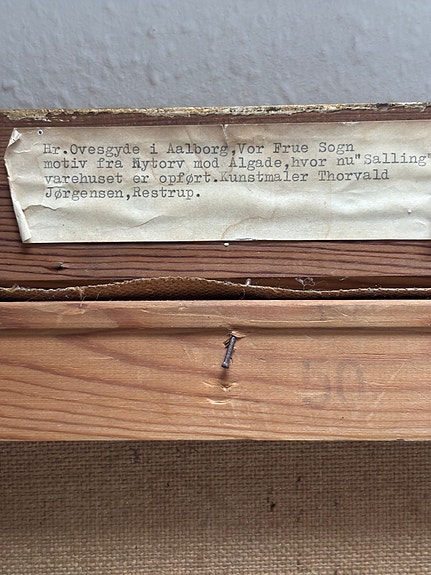 Hr.Ovesgyde i Aalborg,Vor Frue Sogn
motiv fra Nytorv mod Algade,hvor nu"Salling"
varehuset er opført.Kunstmaler Thorvald
Jørgensen,Restrup.
50